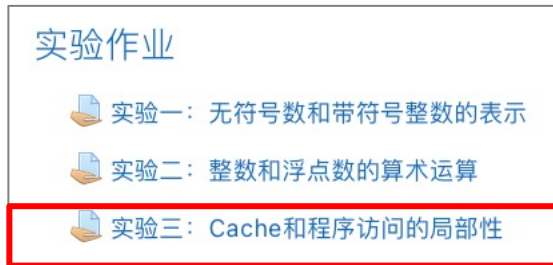 实验作业
实验一：无符号数和带符号整数的表示
实验二：整数和浮点数的算术运算
实验三：Cache和程序访问的局部性